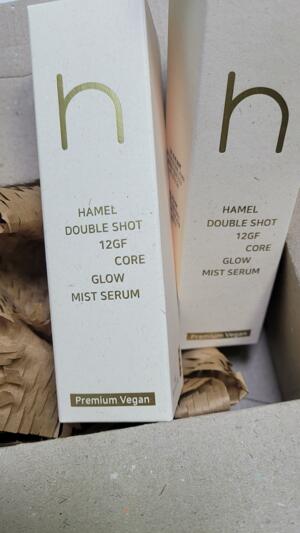 h
HAMEL
DOUBLE SHOT
12GF
CORE
GLOW
MIST SERUM
Premium Vegan
h
HAMEL
DOUBLE SHOT
12GF
CORE
GLOW
MIST SERUM
Premium Vegan